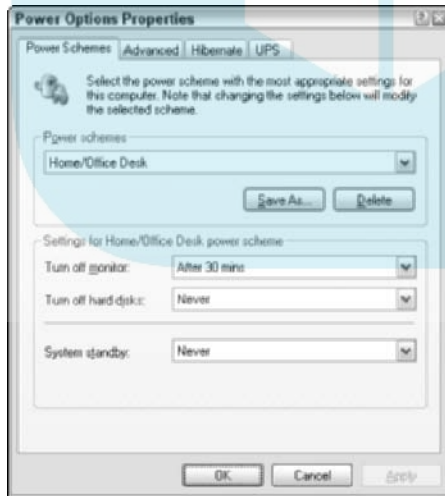 Power Options Properties
Power Schemes Advanced Hibernate UPS
Select the power scheme with the most appropriate settings for
this computer. Note that changing the settings below will modify
the selected scheme.
Power schemes
Home/Office Desk
Save As... Delete
Settings for Home/Office Desk power scheme
Turn off monitor: After 30 mins
Turn off hard disks: Never
System standby: Never
OK Cancel Apply